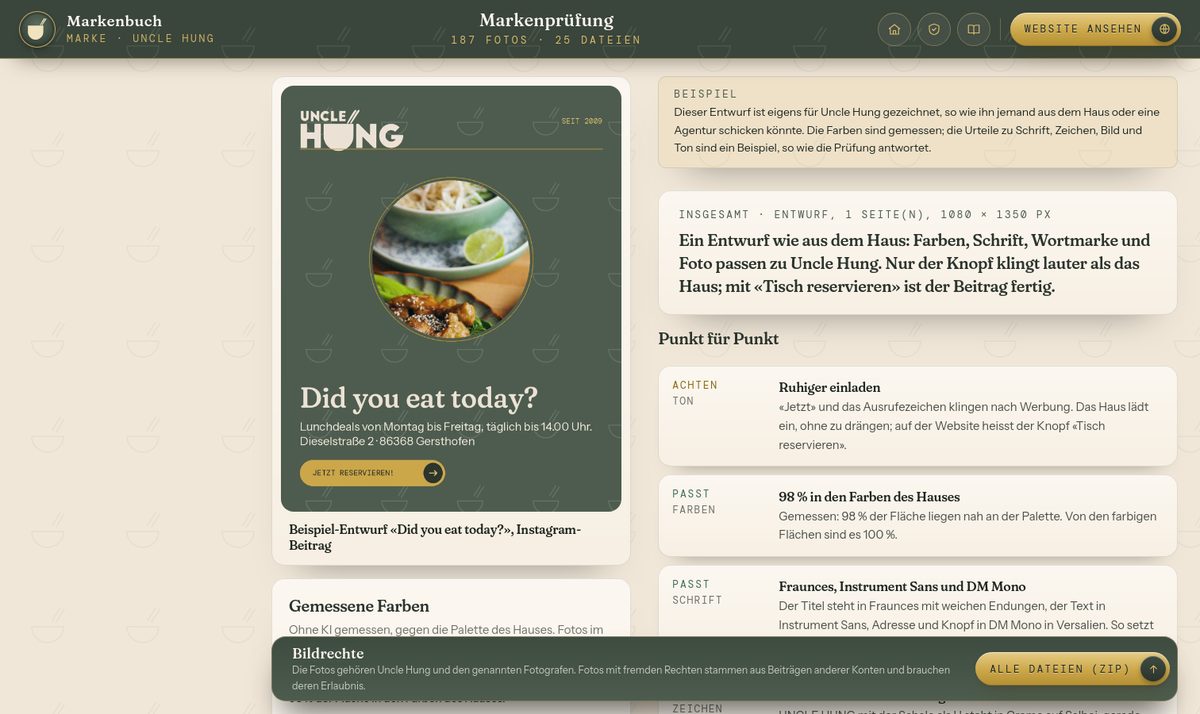 Markenbuch
MARKE · UNCLE HUNG
Markenprüfung
187 FOTOS · 25 DATEIEN
WEBSITE ANSEHEN
UNCLE
HUNG
SEIT 2009
Did you eat today?
Lunchdeals von Montag bis Freitag, täglich bis 14.00 Uhr.
Dieselstraße 2 · 86368 Gersthofen
JETZT RESERVIEREN!
Beispiel-Entwurf «Did you eat today?», Instagram-
Beitrag
Gemessene Farben
Ohne KI gemessen, gegen die Palette des Hauses. Fotos im
BEISPIEL
Dieser Entwurf ist eigens für Uncle Hung gezeichnet, so wie ihn jemand aus dem Haus oder eine
Agentur schicken könnte. Die Farben sind gemessen; die Urteile zu Schrift, Zeichen, Bild und
Ton sind ein Beispiel, so wie die Prüfung antwortet.
INSGESAMT · ENTWURF, 1 SEITE(N), 1080 × 1350 PX
Ein Entwurf wie aus dem Haus: Farben, Schrift, Wortmarke und
Foto passen zu Uncle Hung. Nur der Knopf klingt lauter als das
Haus; mit «Tisch reservieren» ist der Beitrag fertig.
Punkt für Punkt
ACHTEN
TON
Ruhiger einladen
«Jetzt» und das Ausrufezeichen klingen nach Werbung. Das Haus lädt
ein, ohne zu drängen; auf der Website heisst der Knopf «Tisch
reservieren».
PASST
FARBEN
98 % in den Farben des Hauses
Gemessen: 98 % der Fläche liegen nah an der Palette. Von den farbigen
Flächen sind es 100 %.
PASST
SCHRIFT
Fraunces, Instrument Sans und DM Mono
Der Titel steht in Fraunces mit weichen Endungen, der Text in
Instrument Sans, Adresse und Knopf in DM Mono in Versalien. So setzt
Bildrechte
Die Fotos gehören Uncle Hung und den genannten Fotografen. Fotos mit fremden Rechten stammen aus Beiträgen anderer Konten und brauchen
deren Erlaubnis.
ALLE DATEIEN (ZIP)
ZEICHEN